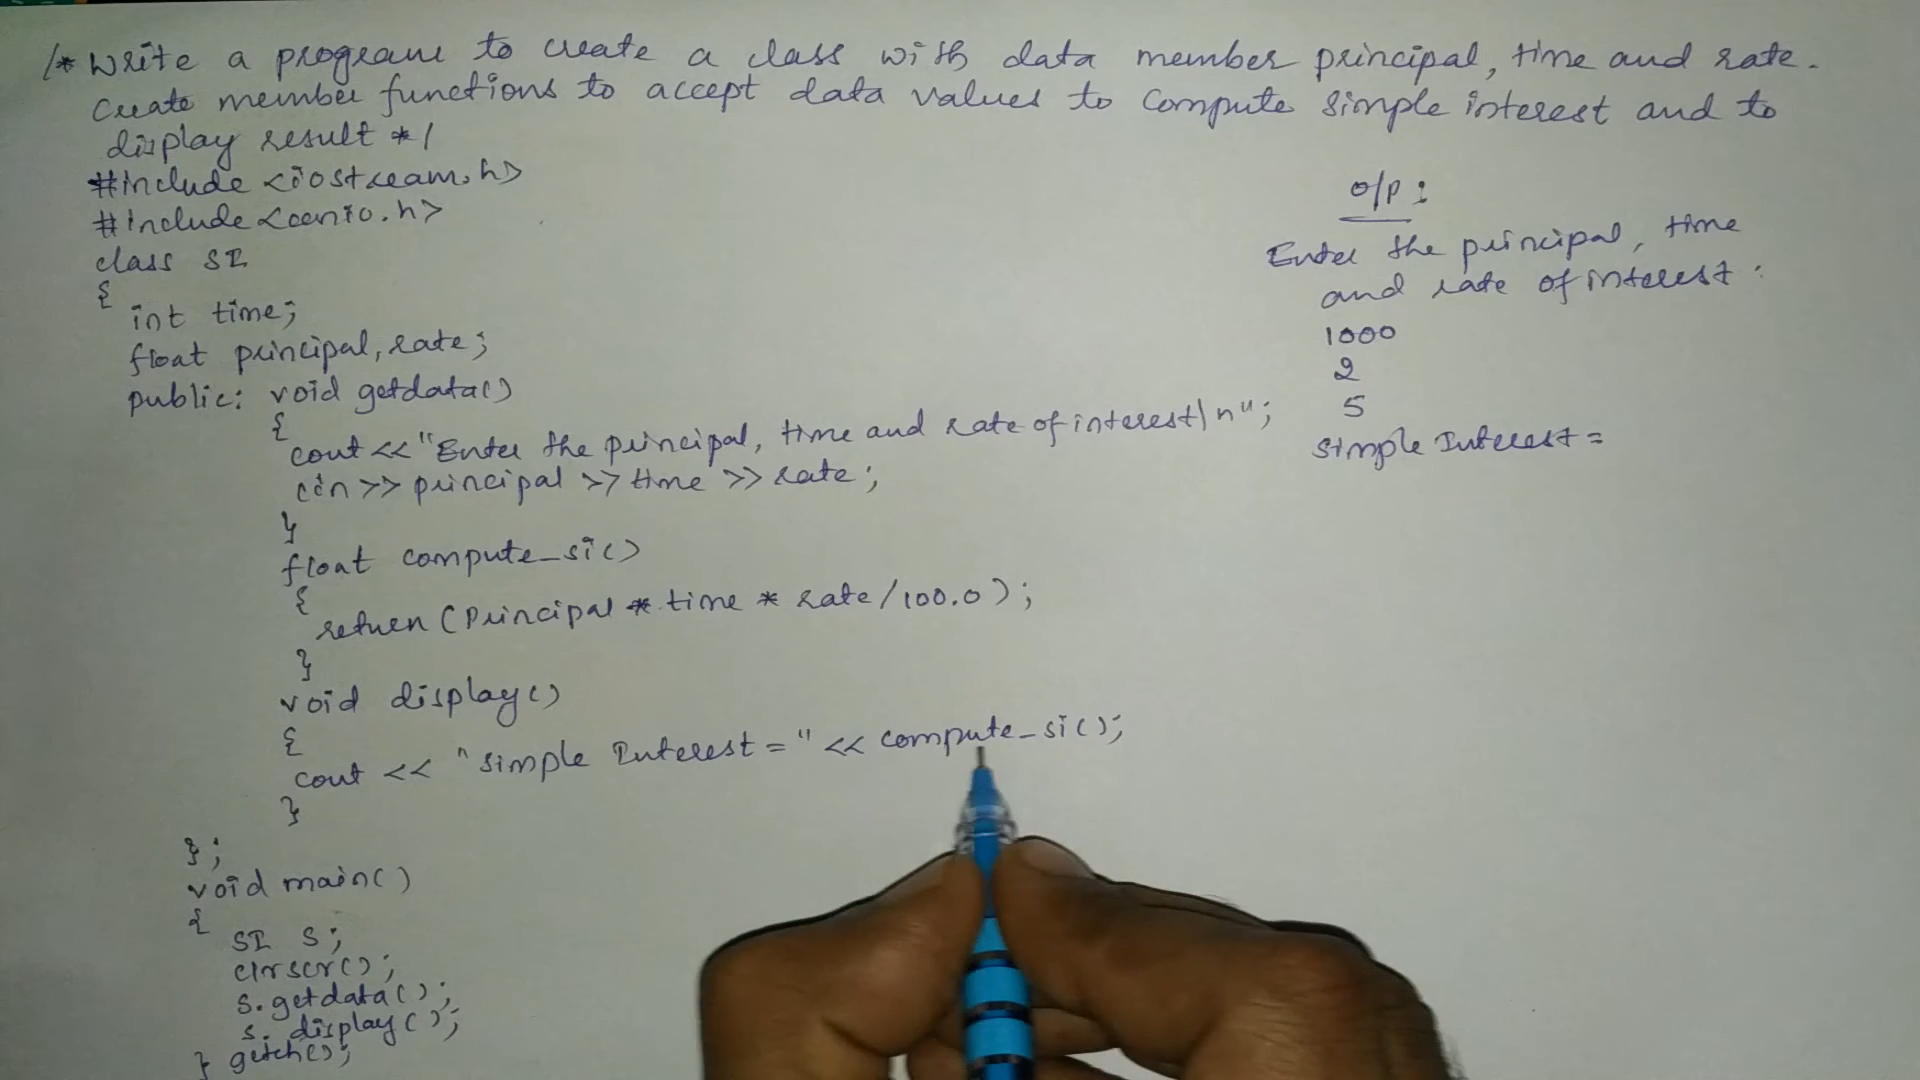 /* Write a program to create a class with data member principal, time and rate.
Create member functions to accept data values to compute simple interest and to
display result */
#include <iostream.h>
#include <conio.h>
class SI
{
int time;
float principal, rate;
public: void getdata()
{
cout << "Enter the principal, time and rate of interest\n";
cin >> principal >> time >> rate;
}
float compute_si()
{
return (Principal * time * rate/100.0);
}
void display()
{
cout << "simple Interest = " << compute_si();
}
};
void main()
{
SI s;
clrscr();
s.getdata();
s.display();
} getch();
o/p :
Enter the principal, time
and rate of interest :
1000
2
5
simple Interest =